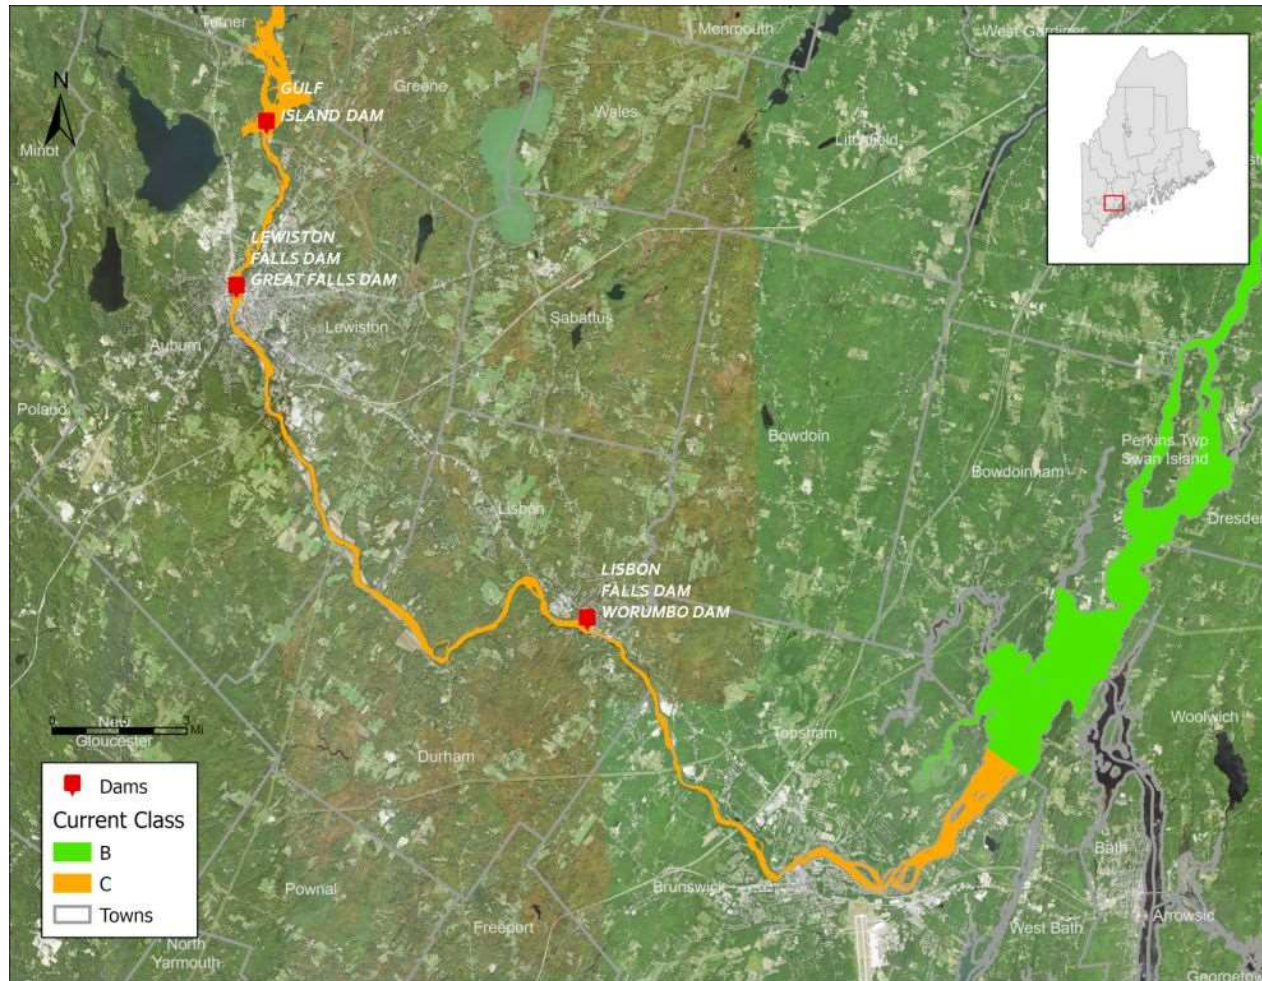 Turner
Monmouth
West Gardiner
GULF
ISLAND DAM
Greene
Wales
Litchfield
N
Minot
LEWISTON
FALLS DAM
GREAT FALLS DAM
Lewiston
Sabattus
Auburn
Poland
Bowdoin
Perkins Twp
Swan Island
Bowdoinham
Lisbon
Dresden
LISBON
FALLS DAM
WORUMBO DAM
0
3
Mi
New
Gloucester
Durham
Topsham
Woolwich
Dams
Current Class
B
C
Towns
Pownal
Brunswick
Bath
Freeport
West Bath
Arrowsic
North
Yarmouth